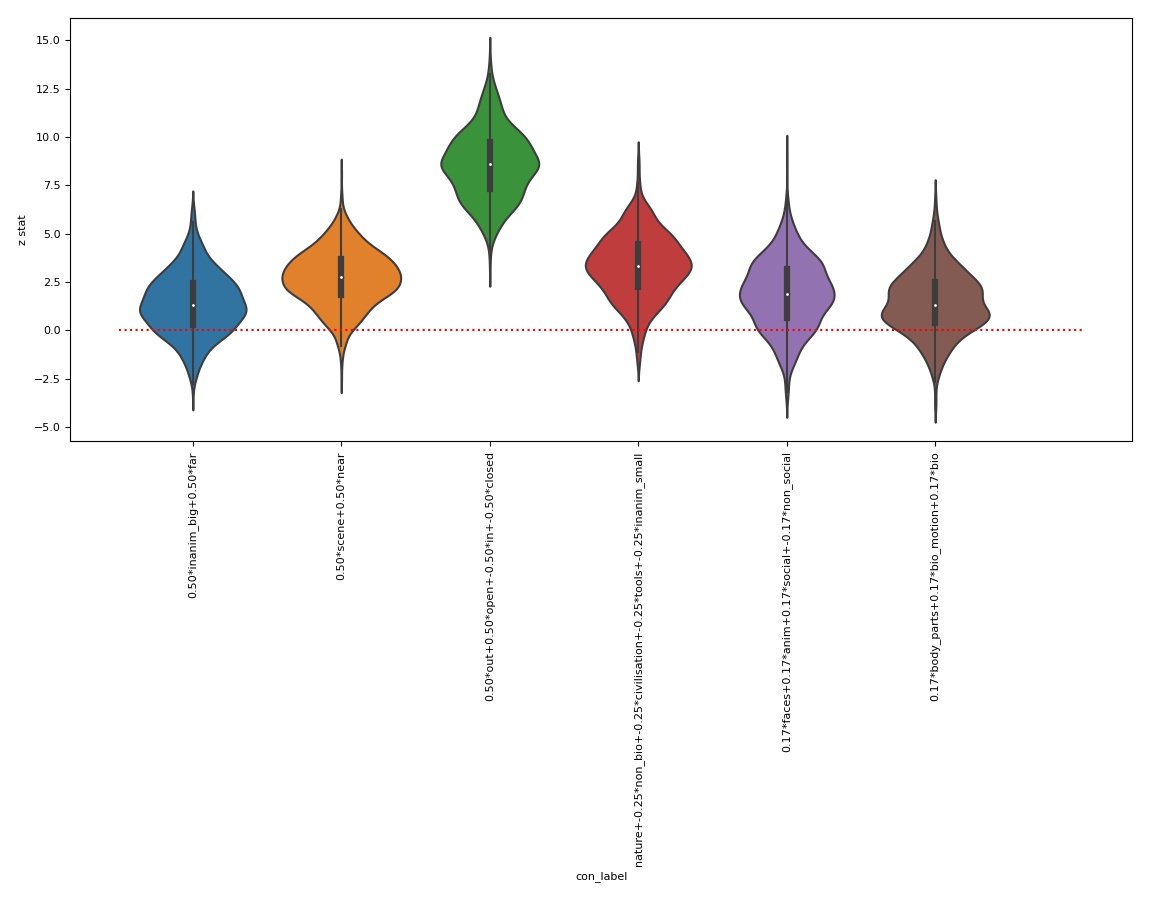 15.0
12.5
10.0
7.5
5.0
2.5
0.0
−2.5
−5.0
z stat
0.50*inanim_big+0.50*far
0.50*scene+0.50*near
0.50*out+0.50*open+-0.50*in+-0.50*closed
nature+-0.25*non_bio+-0.25*civilisation+-0.25*tools+-0.25*inanim_small
0.17*faces+0.17*anim+0.17*social+-0.17*non_social
0.17*body_parts+0.17*bio_motion+0.17*bio
con_label